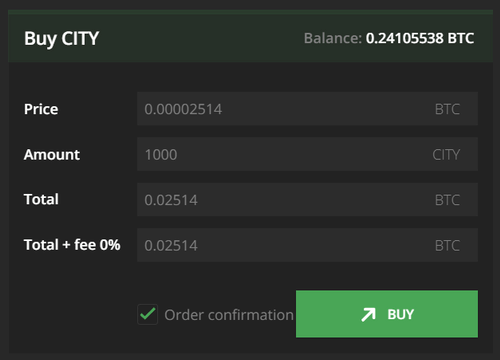 Buy CITY Balance: 0.24105538 BTC
Price 0.00002514 BTC
Amount 1000 CITY
Total 0.02514 BTC
Total + fee 0% 0.02514 BTC
Order confirmation BUY